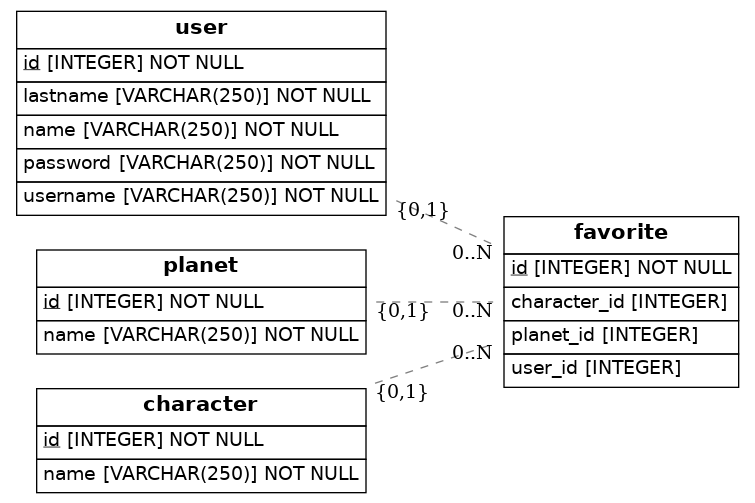 user
id [INTEGER] NOT NULL
lastname [VARCHAR(250)] NOT NULL
name [VARCHAR(250)] NOT NULL
password [VARCHAR(250)] NOT NULL
username [VARCHAR(250)] NOT NULL
{0,1}
0..N
planet
id [INTEGER] NOT NULL
name [VARCHAR(250)] NOT NULL
{0,1}
0..N
character
id [INTEGER] NOT NULL
name [VARCHAR(250)] NOT NULL
{0,1}
0..N
favorite
id [INTEGER] NOT NULL
character_id [INTEGER]
planet_id [INTEGER]
user_id [INTEGER]